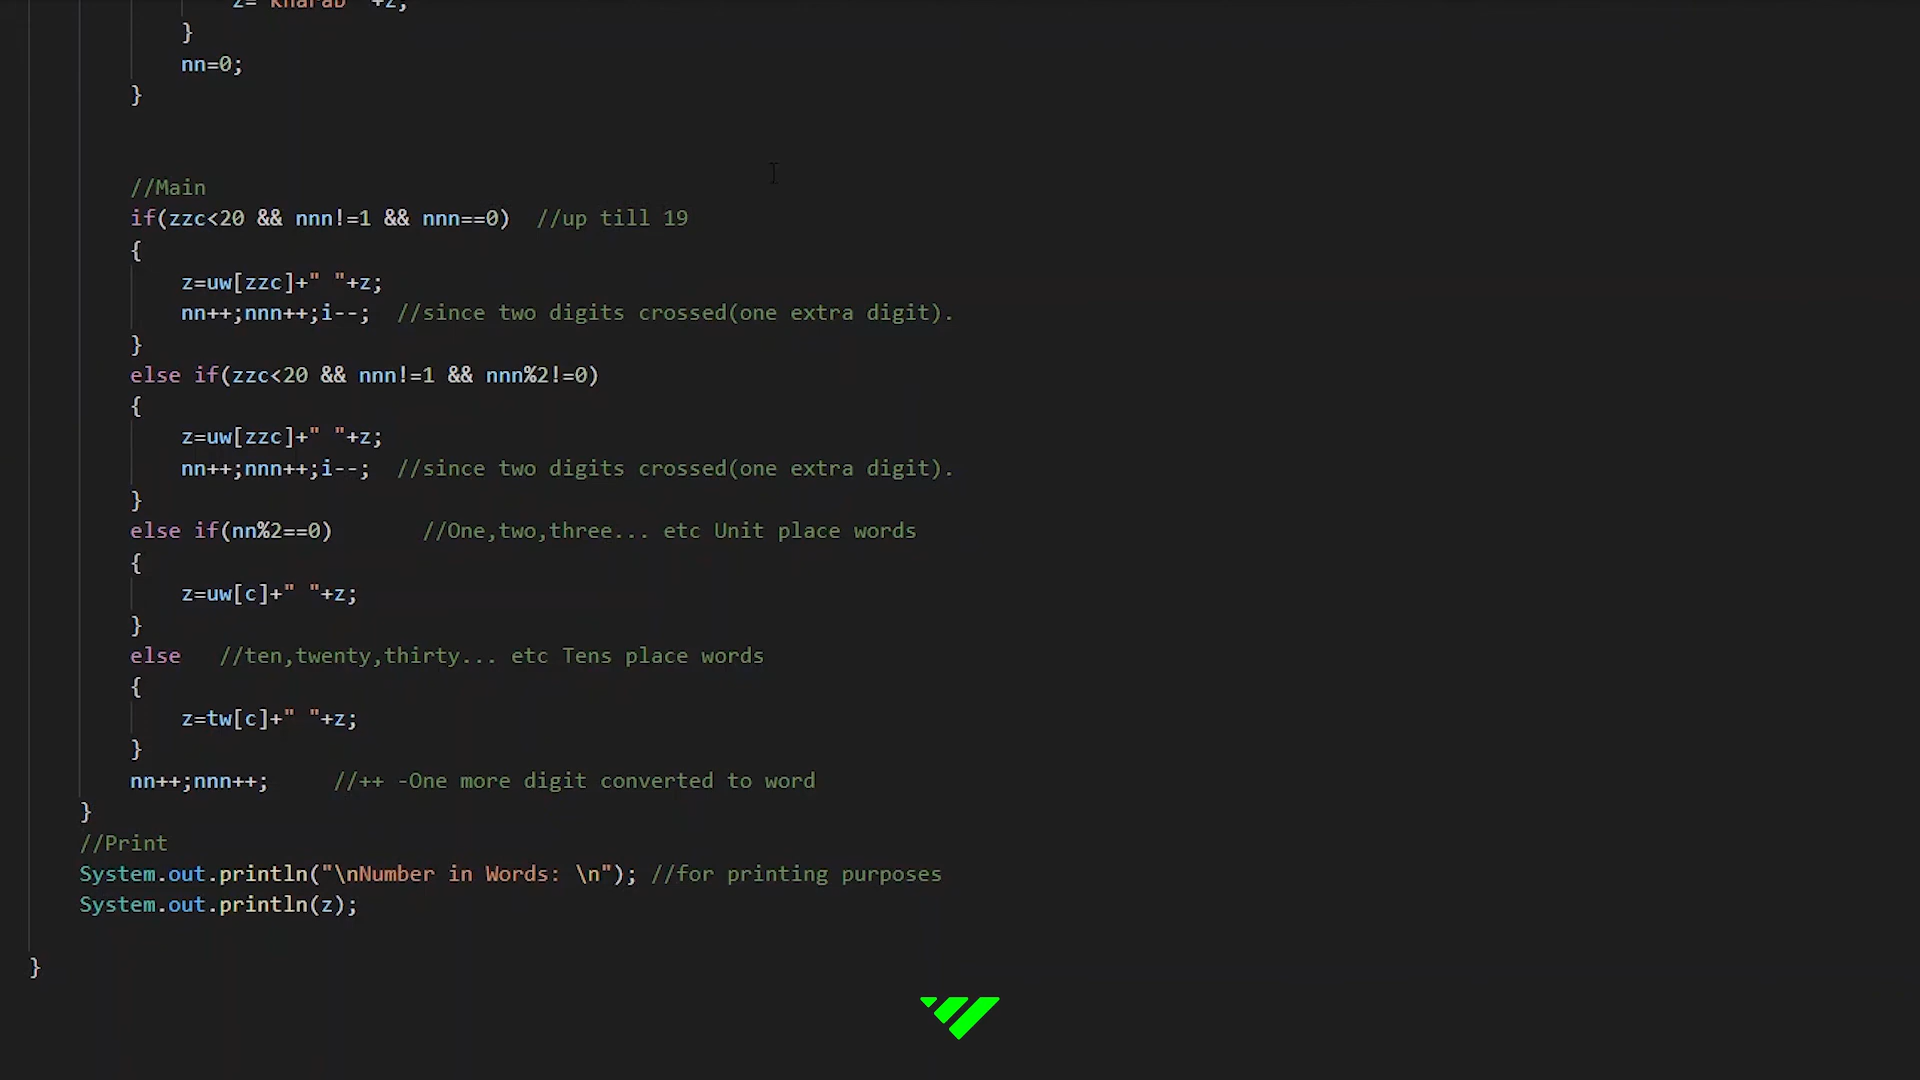 z="Kharab "+z;
}
nn=0;
}
//Main
if(zzc<20 && nnn!=1 && nnn==0)  //up till 19
{
z=uw[zzc]+" "+z;
nn++;nnn++;i--;  //since two digits crossed(one extra digit).
}
else if(zzc<20 && nnn!=1 && nnn%2!=0)
{
z=uw[zzc]+" "+z;
nn++;nnn++;i--;  //since two digits crossed(one extra digit).
}
else if(nn%2==0)       //One,two,three... etc Unit place words
{
z=uw[c]+" "+z;
}
else   //ten,twenty,thirty... etc Tens place words
{
z=tw[c]+" "+z;
}
nn++;nnn++;     //++ -One more digit converted to word
}
//Print
System.out.println("\nNumber in Words: \n"); //for printing purposes
System.out.println(z);
}